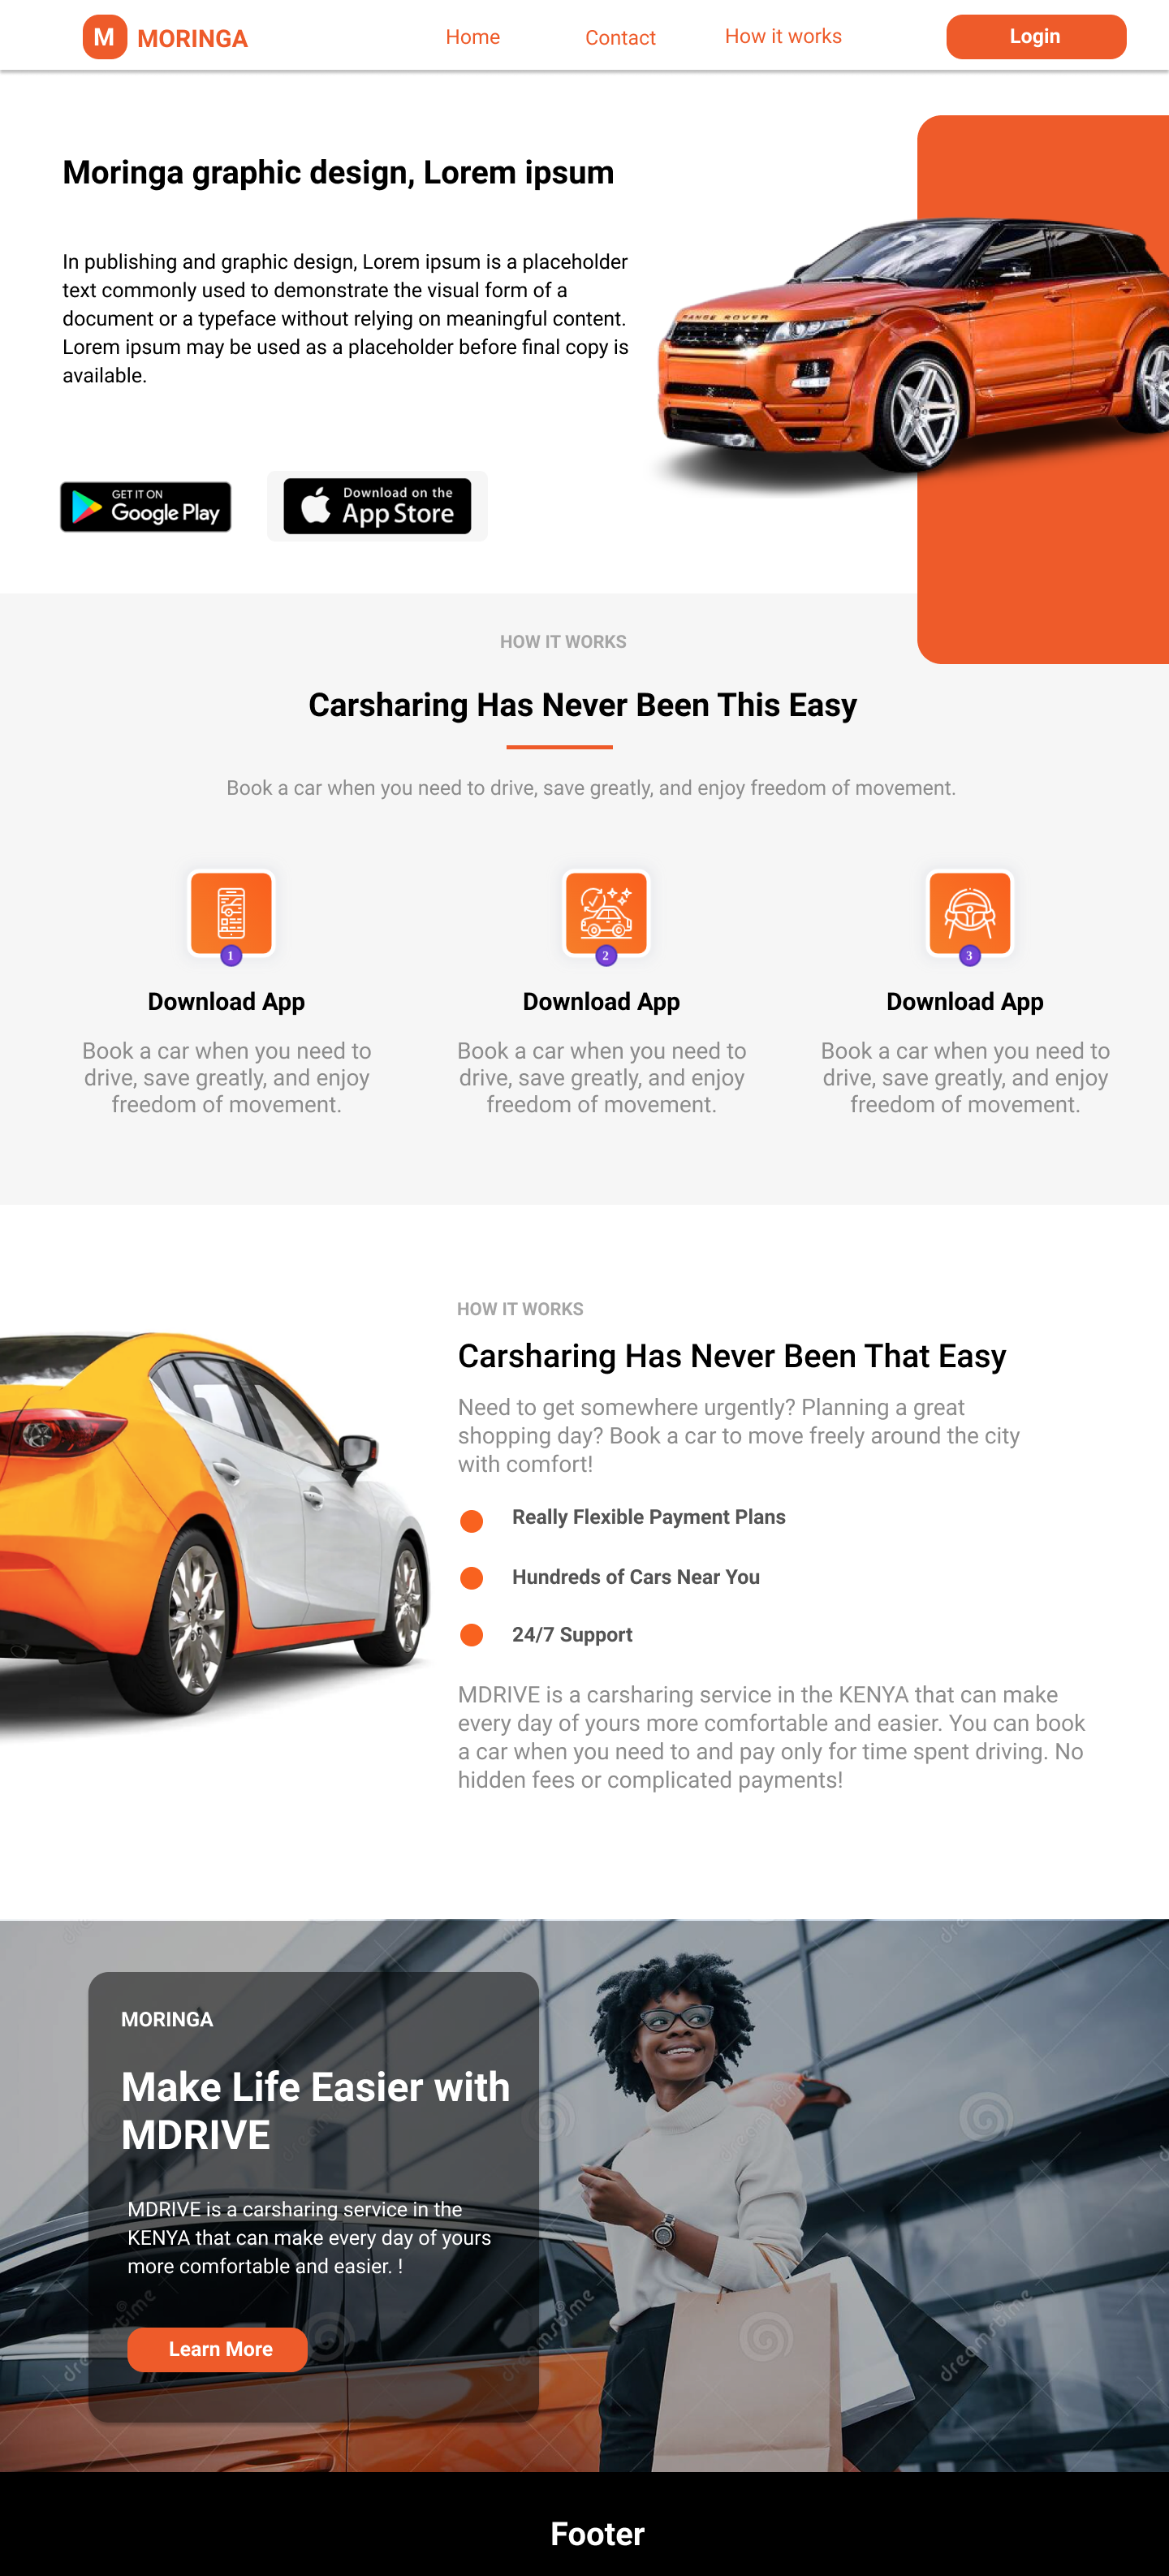 M MORINGA
Home
Contact
How it works
Login
Moringa graphic design, Lorem ipsum
In publishing and graphic design, Lorem ipsum is a placeholder
text commonly used to demonstrate the visual form of a
document or a typeface without relying on meaningful content.
Lorem ipsum may be used as a placeholder before final copy is
available.
RANGE ROVER
GET IT ON
Google Play
Download on the
App Store
HOW IT WORKS
Carsharing Has Never Been This Easy
Book a car when you need to drive, save greatly, and enjoy freedom of movement.
1
Download App
Book a car when you need to
drive, save greatly, and enjoy
freedom of movement.
2
Download App
Book a car when you need to
drive, save greatly, and enjoy
freedom of movement.
3
Download App
Book a car when you need to
drive, save greatly, and enjoy
freedom of movement.
HOW IT WORKS
Carsharing Has Never Been That Easy
Need to get somewhere urgently? Planning a great
shopping day? Book a car to move freely around the city
with comfort!
Really Flexible Payment Plans
Hundreds of Cars Near You
24/7 Support
MDRIVE is a carsharing service in the KENYA that can make
every day of yours more comfortable and easier. You can book
a car when you need to and pay only for time spent driving. No
hidden fees or complicated payments!
MORINGA
Make Life Easier with
MDRIVE
MDRIVE is a carsharing service in the
KENYA that can make every day of yours
more comfortable and easier. !
Learn More
dreamstime
dreamstime
dreamstime
Footer